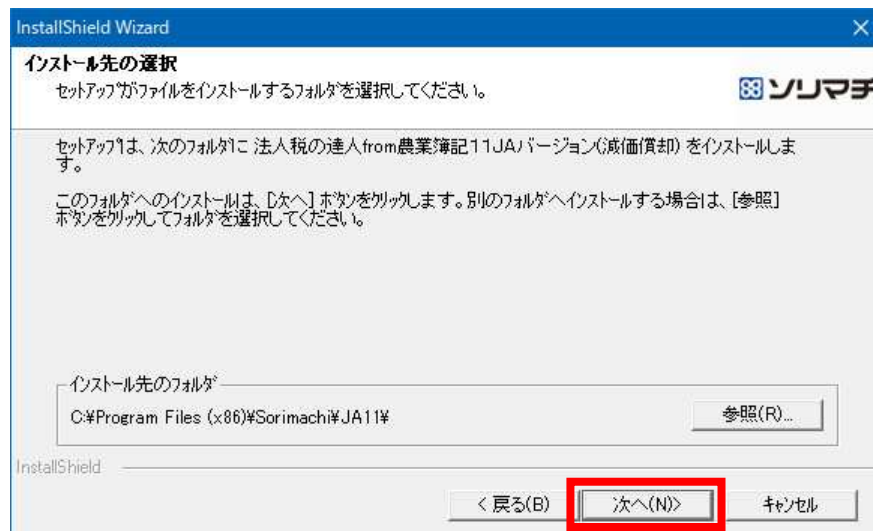 InstallShield Wizard
インストール先の選択
セットアップがファイルをインストールするフォルダを選択してください。
ソリマチ
セットアップは、次のフォルダに 法人税の達人from農業簿記11JAバージョン(減価償却) をインストールしま
す。
このフォルダへのインストールは、[次へ] ボタンをクリックします。別のフォルダへインストールする場合は、[参照]
ボタンをクリックしてフォルダを選択してください。
インストール先のフォルダ
C:¥Program Files (x86)¥Sorimachi¥JA11¥
参照(R)...
InstallShield
< 戻る(B)
次へ(N)>
キャンセル